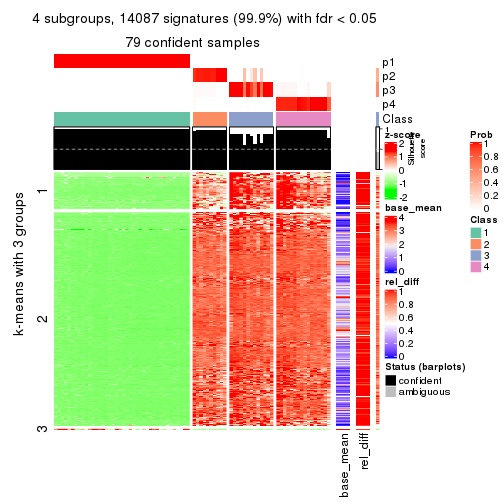 4 subgroups, 14087 signatures (99.9%) with fdr < 0.05
79 confident samples
p1
p2
p3
p4
Class
1
Silhouette
score
k-means with 3 groups
1
2
3
base_mean
rel_diff
z-score
2
1
0
-1
-2
base_mean
4
3
2
1
0
rel_diff
1
0.8
0.6
0.4
0.2
0
Status (barplots)
confident
ambiguous
Prob
1
0.8
0.6
0.4
0.2
0
Class
1
2
3
4